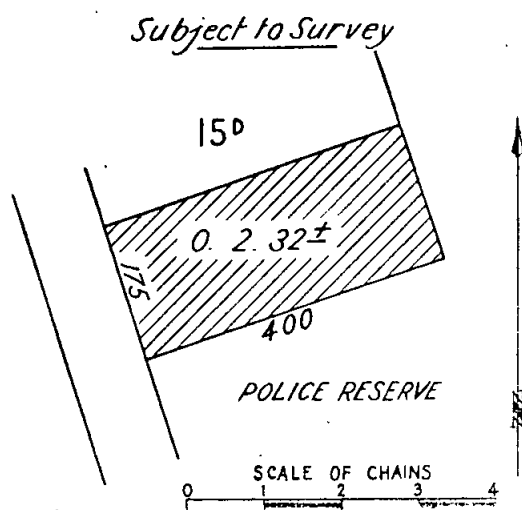 Subject to Survey
15D
0. 2. 32±
175
400
POLICE RESERVE
SCALE OF CHAINS
0 1 2 3 4